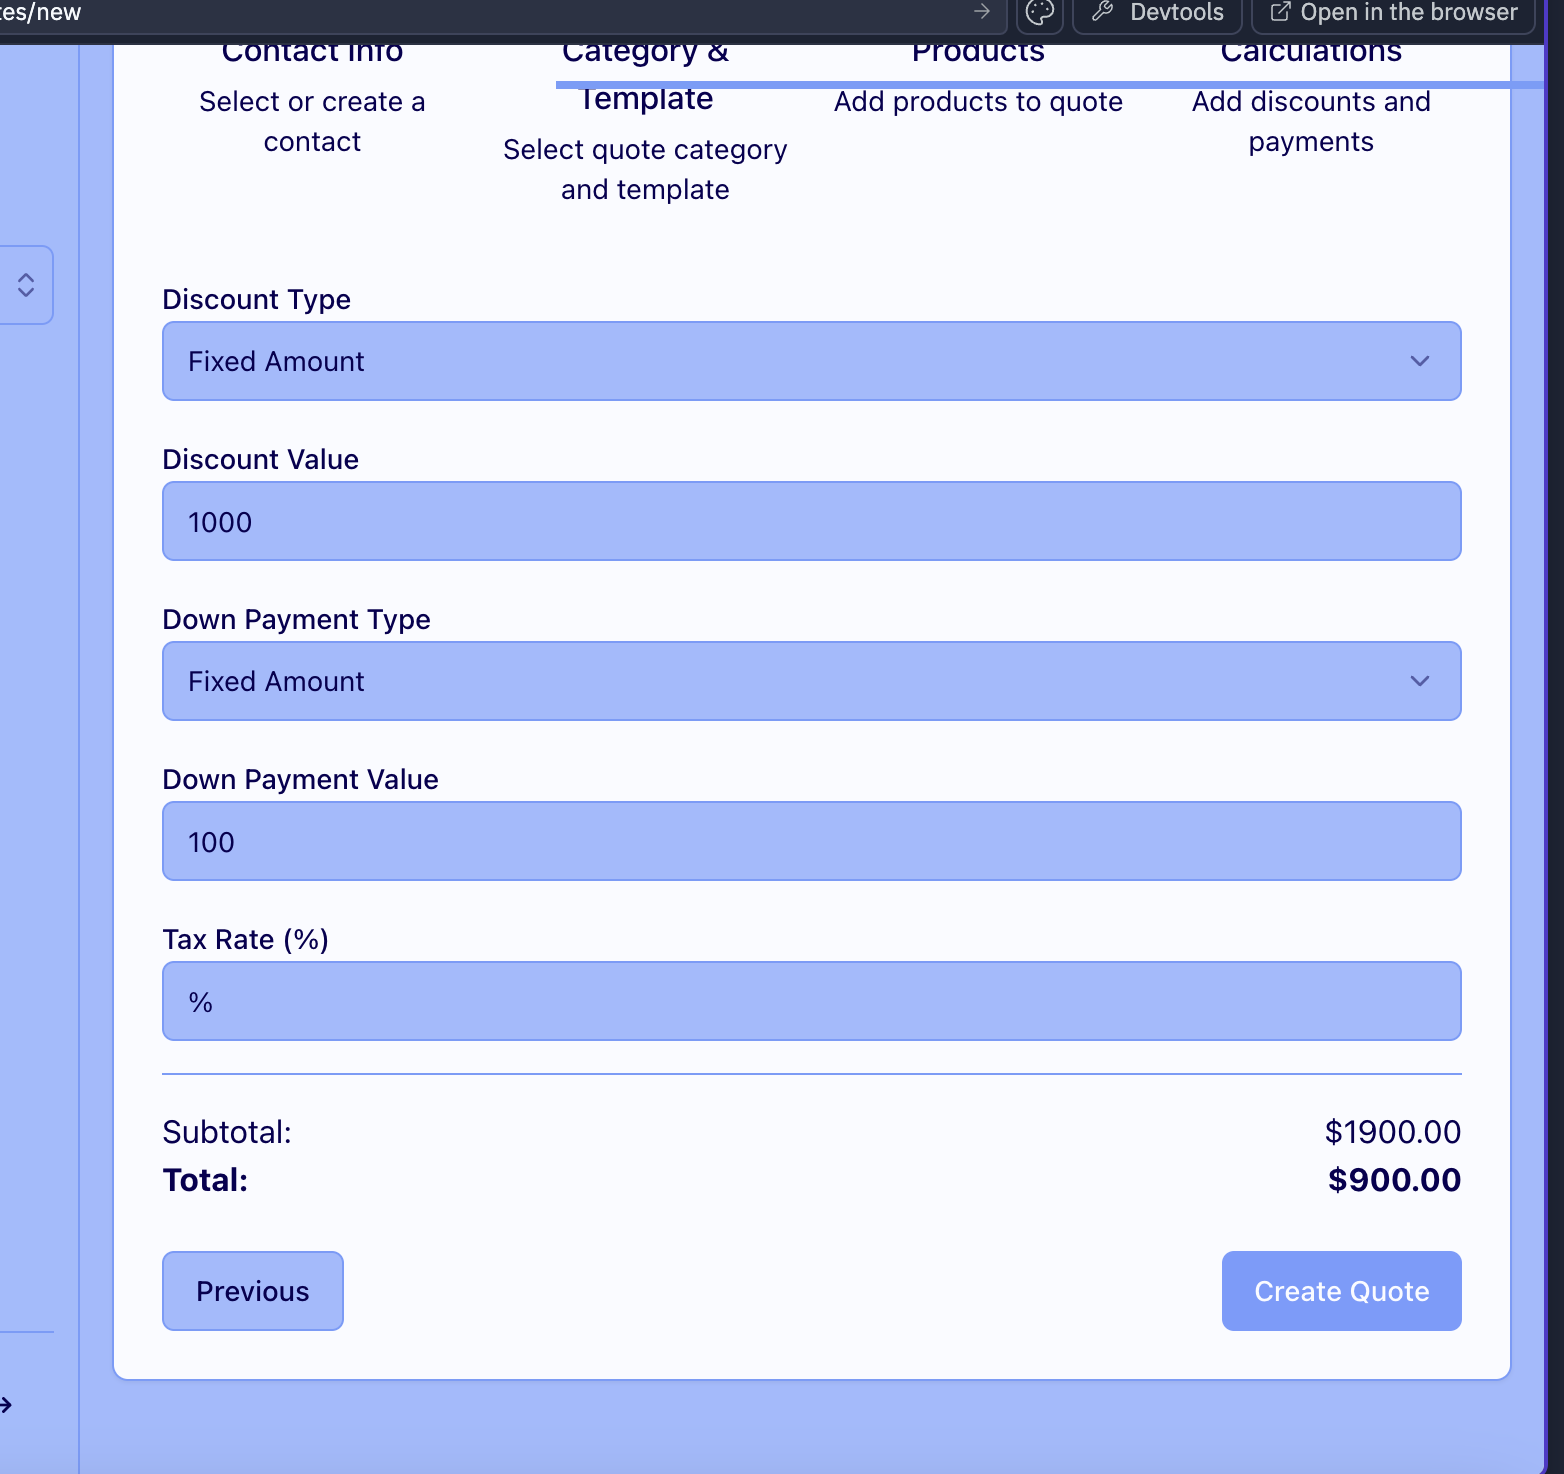 tes/new
Devtools
Open in the browser
Contact Info
Category &
Template
Products
Calculations
Select or create a
contact
Select quote category
and template
Add products to quote
Add discounts and
payments
Discount Type
Fixed Amount
Discount Value
1000
Down Payment Type
Fixed Amount
Down Payment Value
100
Tax Rate (%)
%
Subtotal: $1900.00
Total: $900.00
Previous
Create Quote